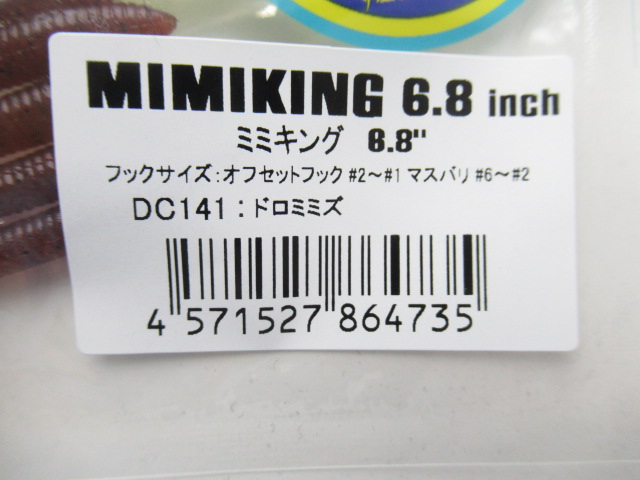 MIMIKING 6.8 inch
ミミキング 6.8"
フックサイズ:オフセットフック #2～#1 マスバリ #6～#2
DC141:ドロミミズ
4 571527 864735